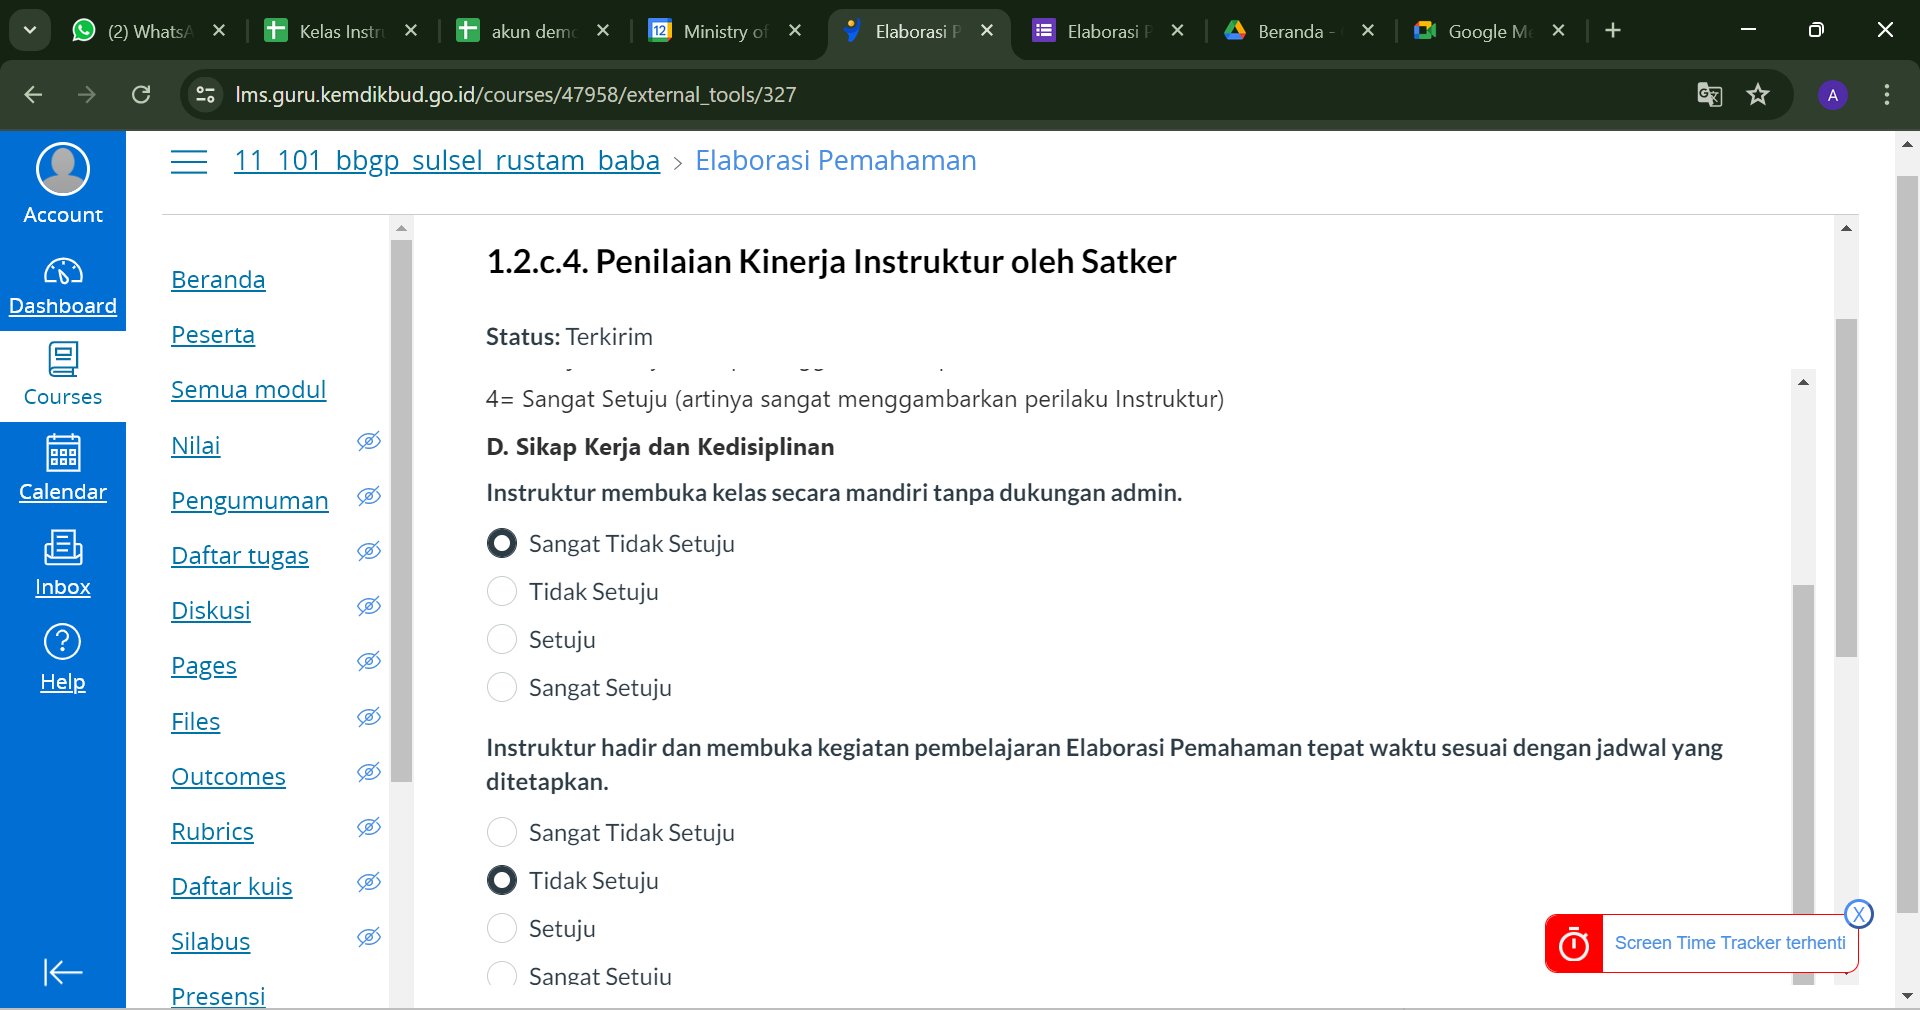 (2) WhatsA
Kelas Instru
akun demo
12
Ministry of
Elaborasi P
Elaborasi P
Beranda -
Google Me
lms.guru.kemdikbud.go.id/courses/47958/external_tools/327
A
11_101_bbgp_sulsel_rustam_baba > Elaborasi Pemahaman
Account
Dashboard
Courses
Calendar
Inbox
Help
Beranda
Peserta
Semua modul
Nilai
Pengumuman
Daftar tugas
Diskusi
Pages
Files
Outcomes
Rubrics
Daftar kuis
Silabus
Presensi
1.2.c.4. Penilaian Kinerja Instruktur oleh Satker
Status: Terkirim
4= Sangat Setuju (artinya sangat menggambarkan perilaku Instruktur)
D. Sikap Kerja dan Kedisiplinan
Instruktur membuka kelas secara mandiri tanpa dukungan admin.
Sangat Tidak Setuju
Tidak Setuju
Setuju
Sangat Setuju
Instruktur hadir dan membuka kegiatan pembelajaran Elaborasi Pemahaman tepat waktu sesuai dengan jadwal yang
ditetapkan.
Sangat Tidak Setuju
Tidak Setuju
Setuju
Sangat Setuju
X
Screen Time Tracker terhenti